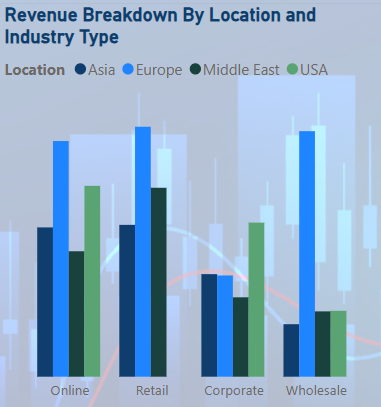 Revenue Breakdown By Location and
Industry Type
Location Asia Europe Middle East USA
Online Retail Corporate Wholesale